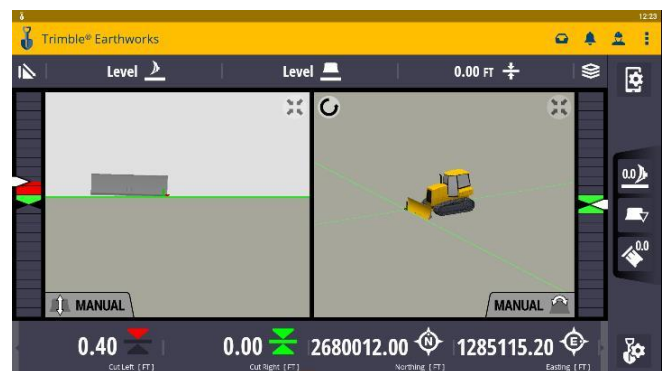 12:23
Trimble® Earthworks
Level
Level
0.00 FT
0.0
0.0
MANUAL
MANUAL
0.40
0.00
2680012.00
N
1285115.20
E
Cut Left [FT]
Cut Right [FT]
Northing [FT]
Easting [FT]